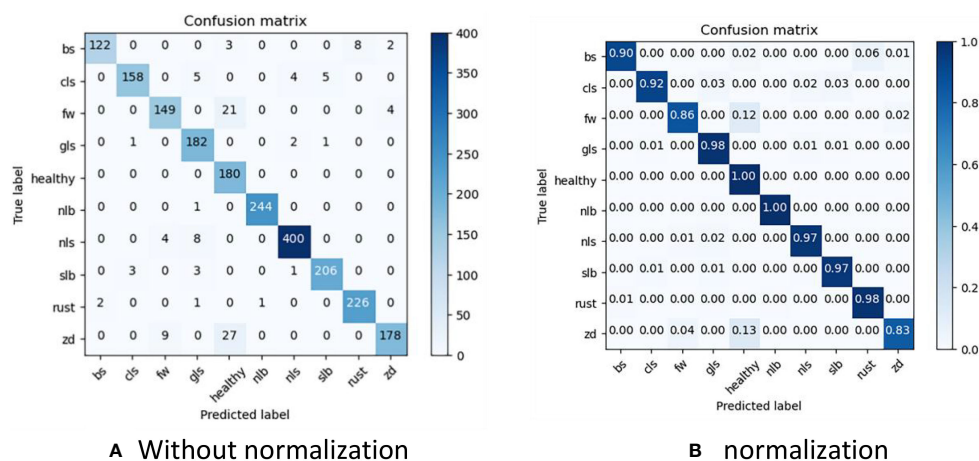 Confusion matrix
bs 122 0 0 0 3 0 0 0 8 2
cls 0 158 0 5 0 0 4 5 0 0
fw 0 0 149 0 21 0 0 0 0 4
gls 0 1 0 182 0 0 2 1 0 0
healthy 0 0 0 0 180 0 0 0 0 0
nlb 0 0 0 1 0 244 0 0 0 0
nls 0 0 4 8 0 0 400 0 0 0
slb 0 3 0 3 0 0 1 206 0 0
rust 2 0 0 1 0 1 0 0 226 0
zd 0 0 9 0 27 0 0 0 0 178
True label
bs cls fw gls healthy nlb nls slb rust zd
Predicted label
400
350
300
250
200
150
100
50
0
A Without normalization
Confusion matrix
bs 0.90 0.00 0.00 0.00 0.02 0.00 0.00 0.00 0.06 0.01
cls 0.00 0.92 0.00 0.03 0.00 0.00 0.02 0.03 0.00 0.00
fw 0.00 0.00 0.86 0.00 0.12 0.00 0.00 0.00 0.00 0.02
gls 0.00 0.01 0.00 0.98 0.00 0.00 0.01 0.01 0.00 0.00
healthy 0.00 0.00 0.00 0.00 1.00 0.00 0.00 0.00 0.00 0.00
nlb 0.00 0.00 0.00 0.00 0.00 1.00 0.00 0.00 0.00 0.00
nls 0.00 0.00 0.01 0.02 0.00 0.00 0.97 0.00 0.00 0.00
slb 0.00 0.01 0.00 0.01 0.00 0.00 0.00 0.97 0.00 0.00
rust 0.01 0.00 0.00 0.00 0.00 0.00 0.00 0.00 0.98 0.00
zd 0.00 0.00 0.04 0.00 0.13 0.00 0.00 0.00 0.00 0.83
True label
bs cls fw gls healthy nlb nls slb rust zd
Predicted label
1.0
0.8
0.6
0.4
0.2
0.0
B normalization